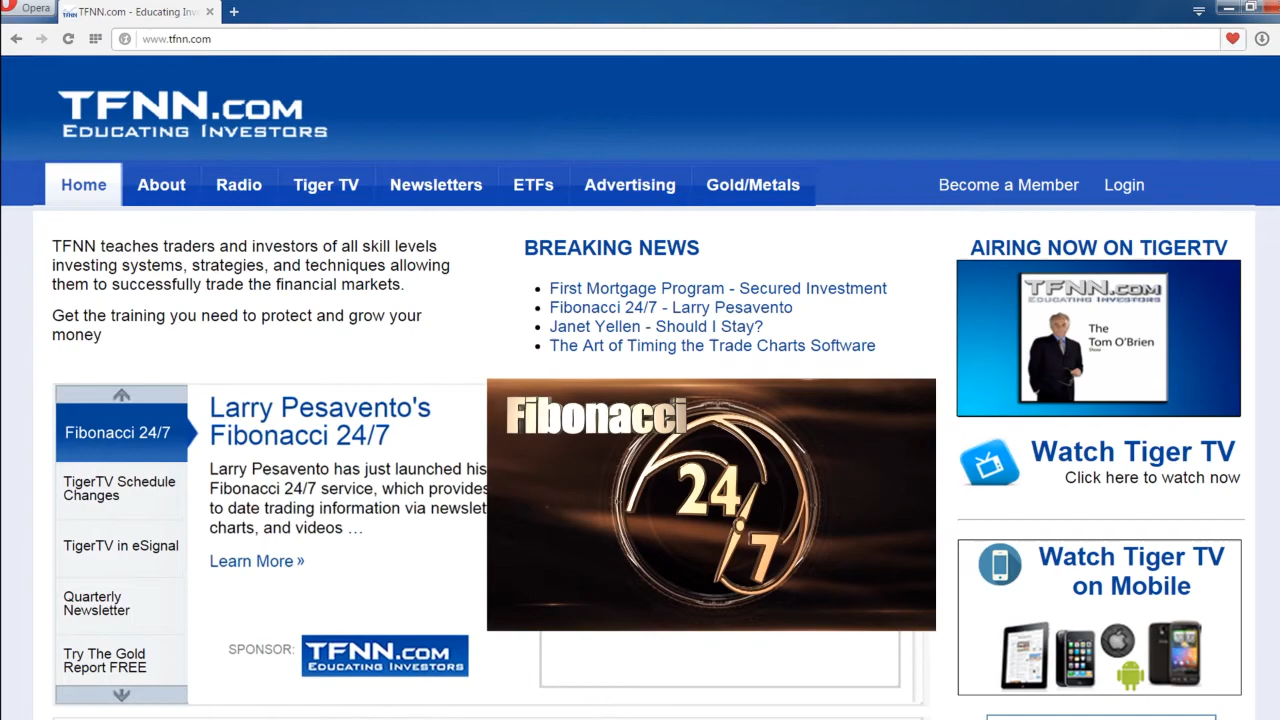 Opera
TFNN.com - Educating Inv
www.tfnn.com
TFNN.COM
EDUCATING INVESTORS
Home
About
Radio
Tiger TV
Newsletters
ETFs
Advertising
Gold/Metals
Become a Member
Login
TFNN teaches traders and investors of all skill levels
investing systems, strategies, and techniques allowing
them to successfully trade the financial markets.
Get the training you need to protect and grow your
money
BREAKING NEWS
First Mortgage Program - Secured Investment
Fibonacci 24/7 - Larry Pesavento
Janet Yellen - Should I Stay?
The Art of Timing the Trade Charts Software
AIRING NOW ON TIGERTV
TFNN.COM
EDUCATING INVESTORS
The
Tom O'Brien
Show
Watch Tiger TV
Click here to watch now
Watch Tiger TV
on Mobile
Fibonacci 24/7
TigerTV Schedule
Changes
TigerTV in eSignal
Quarterly
Newsletter
Try The Gold
Report FREE
Larry Pesavento's
Fibonacci 24/7
Larry Pesavento has just launched his
Fibonacci 24/7 service, which provides
to date trading information via newslet
charts, and videos …
Learn More »
Fibonacci
24
7
SPONSOR:
TFNN.COM
EDUCATING INVESTORS